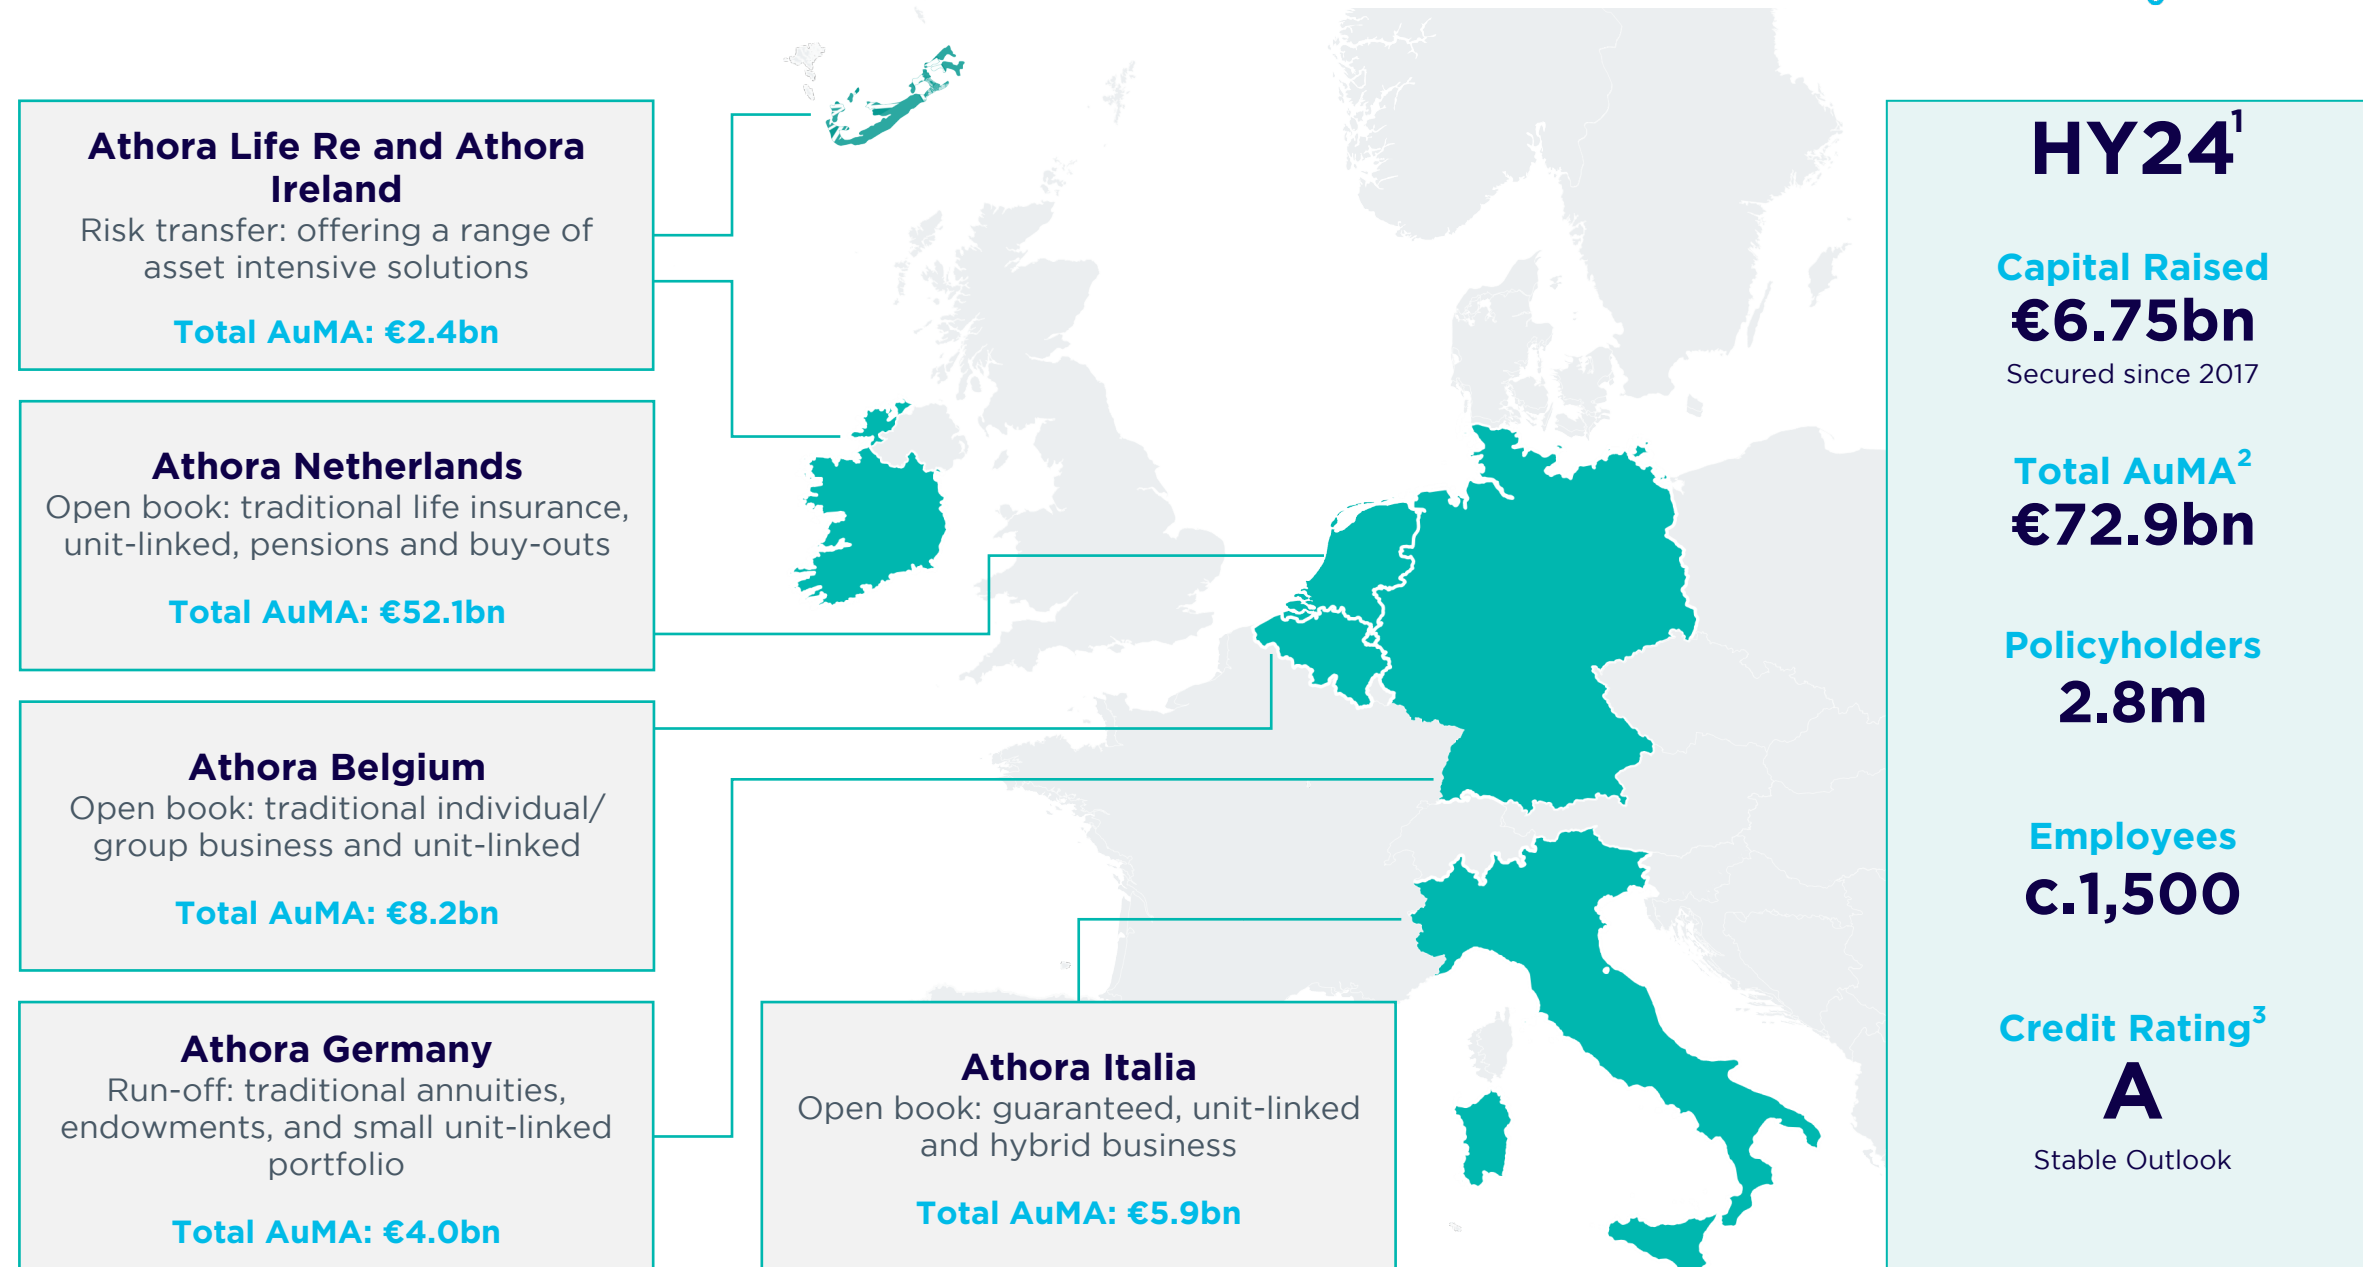 Athora Life Re and Athora
Ireland
Risk transfer: offering a range of
asset intensive solutions
Total AuMA: €2.4bn
Athora Netherlands
Open book: traditional life insurance,
unit-linked, pensions and buy-outs
Total AuMA: €52.1bn
Athora Belgium
Open book: traditional individual/
group business and unit-linked
Total AuMA: €8.2bn
Athora Germany
Run-off: traditional annuities,
endowments, and small unit-linked
portfolio
Total AuMA: €4.0bn
Athora Italia
Open book: guaranteed, unit-linked
and hybrid business
Total AuMA: €5.9bn
HY24¹
Capital Raised
€6.75bn
Secured since 2017
Total AuMA²
€72.9bn
Policyholders
2.8m
Employees
c.1,500
Credit Rating³
A
Stable Outlook